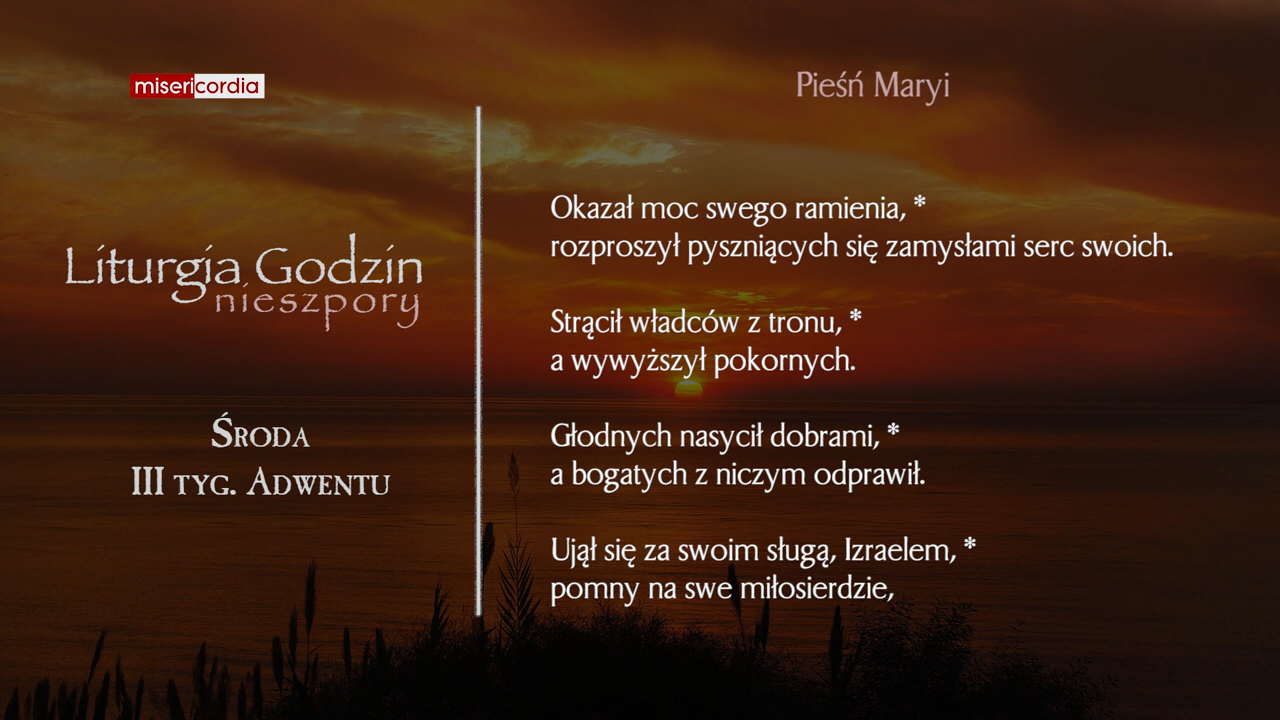 misericordia
Liturgia Godzin
nieszpory
Środa
III tyg. Adwentu
Pieśń Maryi
Okazał moc swego ramienia, *
rozproszył pyszniących się zamysłami serc swoich.
Strącił władców z tronu, *
a wywyższył pokornych.
Głodnych nasycił dobrami, *
a bogatych z niczym odprawił.
Ujął się za swoim sługą, Izraelem, *
pomny na swe miłosierdzie,